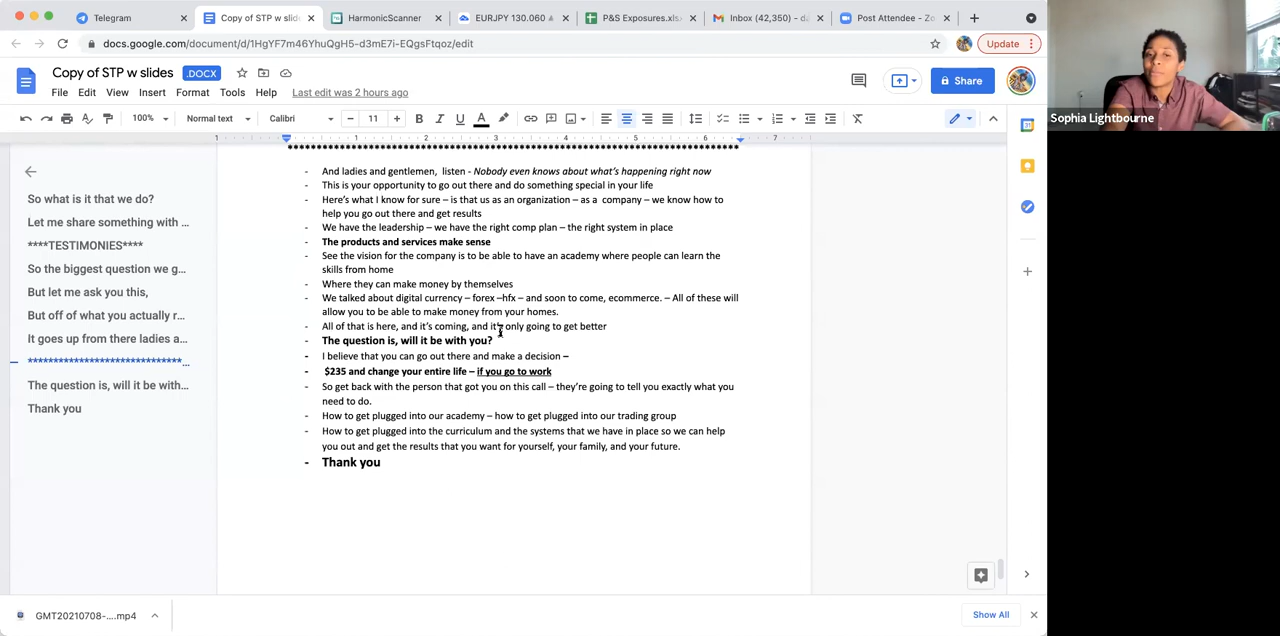 Telegram
Copy of STP w slid
HarmonicScanner
EURJPY 130.060
P&S Exposures.xls
Inbox (42,350) - d
Post Attendee - Zo
docs.google.com/document/d/1HgYF7m46YhuQgH5-d3mE7i-EQgsFtqoz/edit
Update
Copy of STP w slides
.DOCX
File Edit View Insert Format Tools Help Last edit was 2 hours ago
Share
Sophia Lightbourne
100% Normal text Calibri 11
1 1 2 3 4 5 6 7
So what is it that we do?
Let me share something with ...
****TESTIMONIES****
So the biggest question we g...
But let me ask you this,
But off of what you actually r...
It goes up from there ladies a...
The question is, will it be with...
Thank you
- And ladies and gentlemen, listen - Nobody even knows about what's happening right now
- This is your opportunity to go out there and do something special in your life
- Here's what I know for sure – is that us as an organization – as a company – we know how to
help you go out there and get results
- We have the leadership – we have the right comp plan – the right system in place
- The products and services make sense
- See the vision for the company is to be able to have an academy where people can learn the
skills from home
- Where they can make money by themselves
- We talked about digital currency – forex –hfx – and soon to come, ecommerce. – All of these will
allow you to be able to make money from your homes.
- All of that is here, and it's coming, and it's only going to get better
- The question is, will it be with you?
- I believe that you can go out there and make a decision –
- $235 and change your entire life – if you go to work
- So get back with the person that got you on this call – they're going to tell you exactly what you
need to do.
- How to get plugged into our academy – how to get plugged into our trading group
- How to get plugged into the curriculum and the systems that we have in place so we can help
you out and get the results that you want for yourself, your family, and your future.
- Thank you
GMT20210708-....mp4
Show All